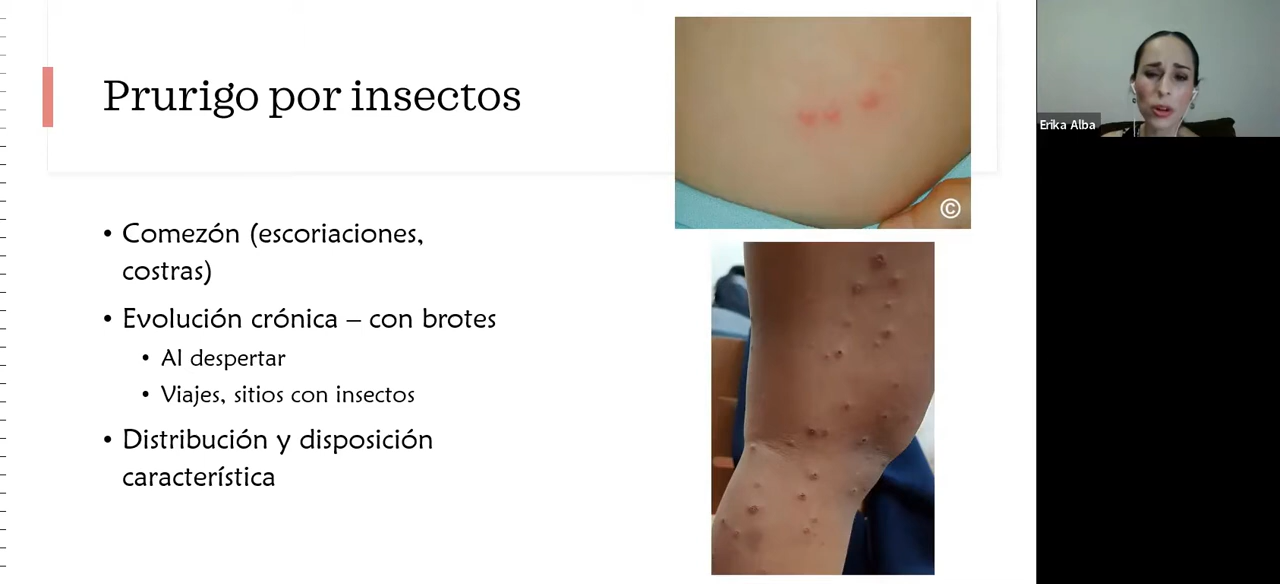 Prurigo por insectos
• Comezón (escoriaciones,
costras)
• Evolución crónica – con brotes
• Al despertar
• Viajes, sitios con insectos
• Distribución y disposición
característica
©
Erika Alba